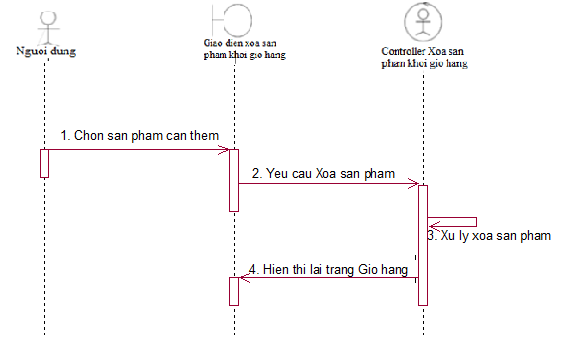 Nguoi dung
Giao dien xoa san
pham khoi gio hang
Controller Xoa san
pham khoi gio hang
1. Chon san pham can them
2. Yeu cau Xoa san pham
3. Xu ly xoa san pham
4. Hien thi lai trang Gio hang